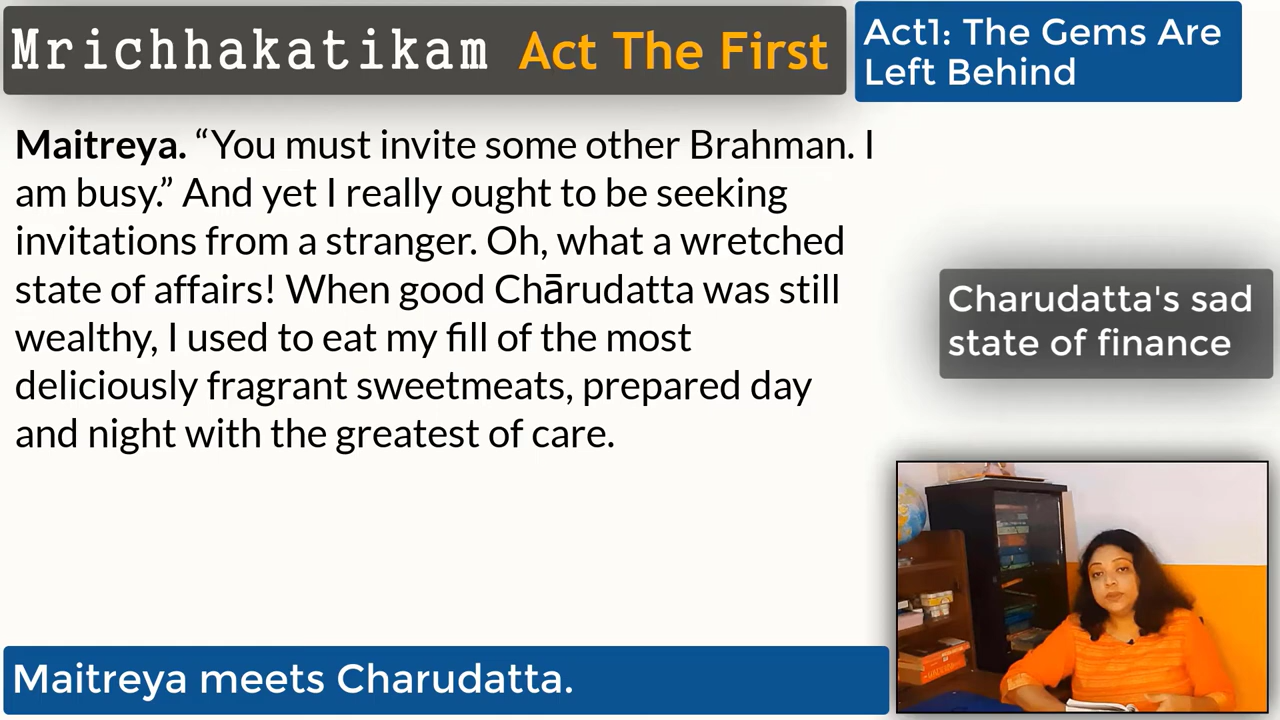 Mrichhakatikam Act The First
Act1: The Gems Are
Left Behind
Maitreya. “You must invite some other Brahman. I
am busy.” And yet I really ought to be seeking
invitations from a stranger. Oh, what a wretched
state of affairs! When good Chārudatta was still
wealthy, I used to eat my fill of the most
deliciously fragrant sweetmeats, prepared day
and night with the greatest of care.
Charudatta's sad
state of finance
Maitreya meets Charudatta.